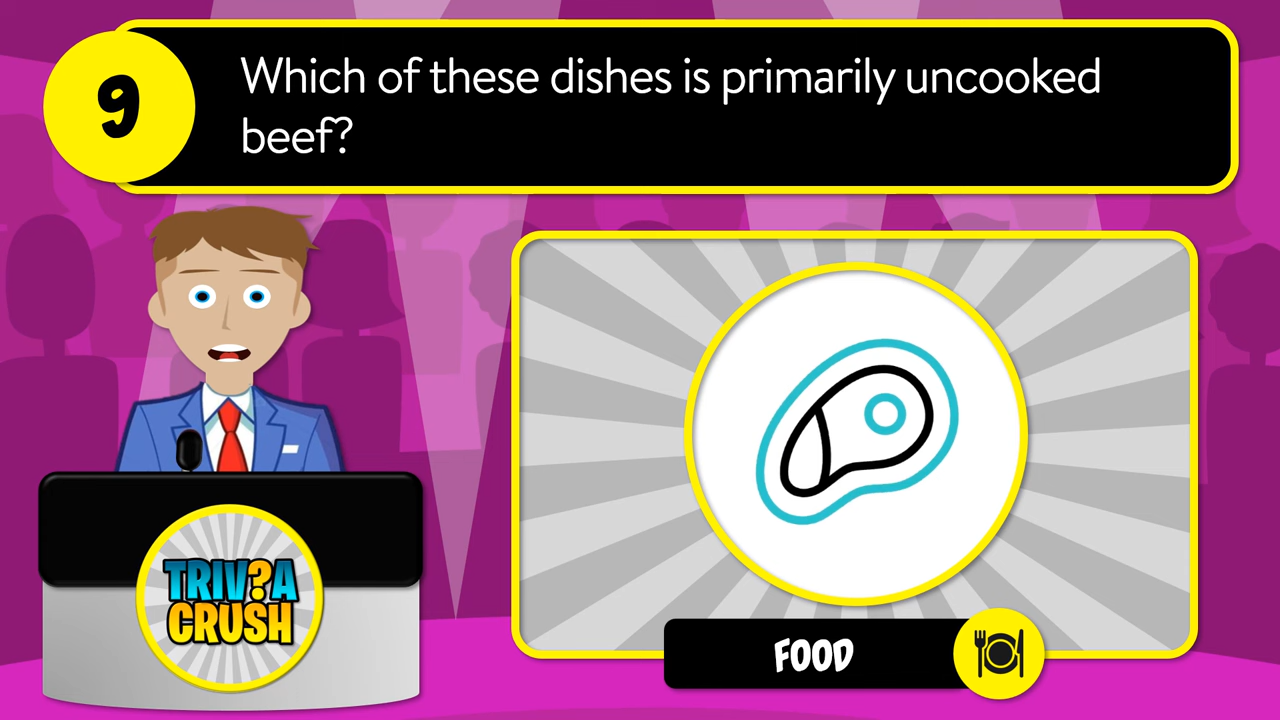 9
Which of these dishes is primarily uncooked
beef?
TRIV?A
CRUSH
FOOD